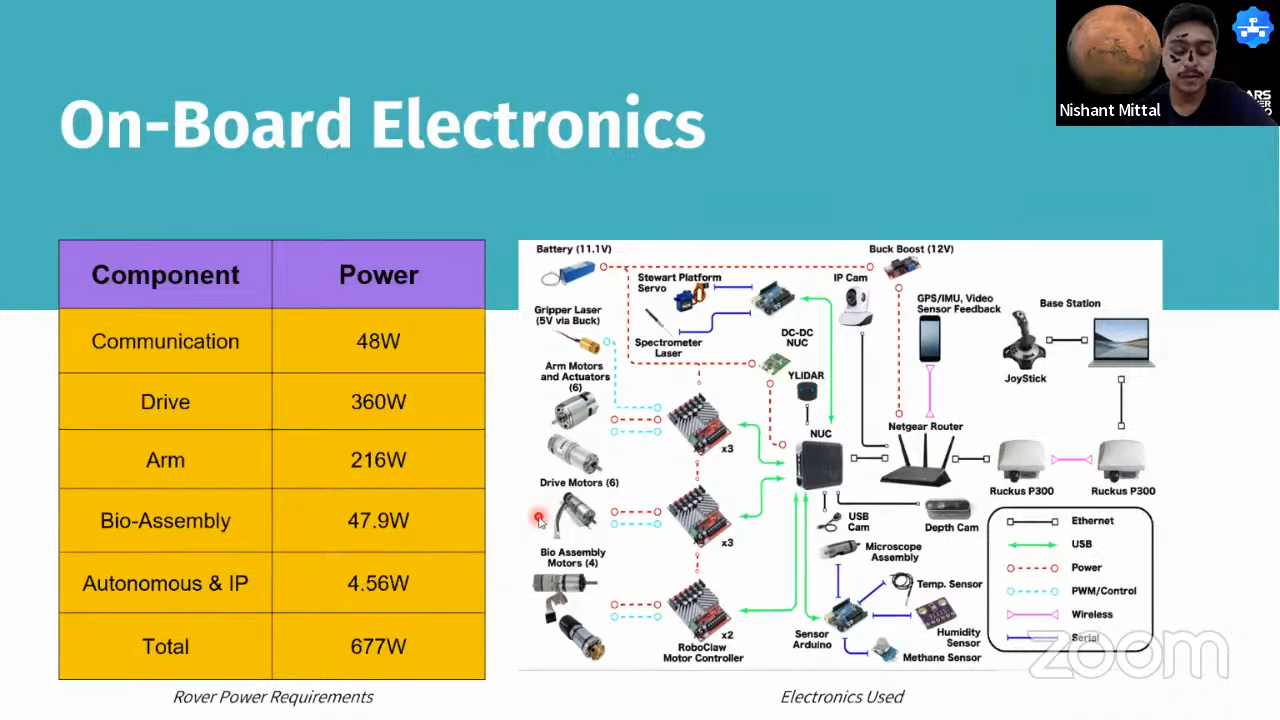 On-Board Electronics
Nishant Mittal
Component Power
Communication 48W
Drive 360W
Arm 216W
Bio-Assembly 47.9W
Autonomous & IP 4.56W
Total 677W
Rover Power Requirements
Battery (11.1V)
Buck Boost (12V)
Stewart Platform
Servo
IP Cam
GPS/IMU, Video
Sensor Feedback
Base Station
Gripper Laser
(5V via Buck)
Spectrometer
Laser
DC-DC
NUC
JoyStick
Arm Motors
and Actuators
(6)
YLIDAR
x3
NUC
Netgear Router
Drive Motors (6)
Ruckus P300
Ruckus P300
x3
USB
Cam
Depth Cam
Bio Assembly
Motors (4)
Microscope
Assembly
Temp. Sensor
x2
RoboClaw
Motor Controller
Sensor
Arduino
Humidity
Sensor
Methane Sensor
Ethernet
USB
Power
PWM/Control
Wireless
Serial
zoom
Electronics Used